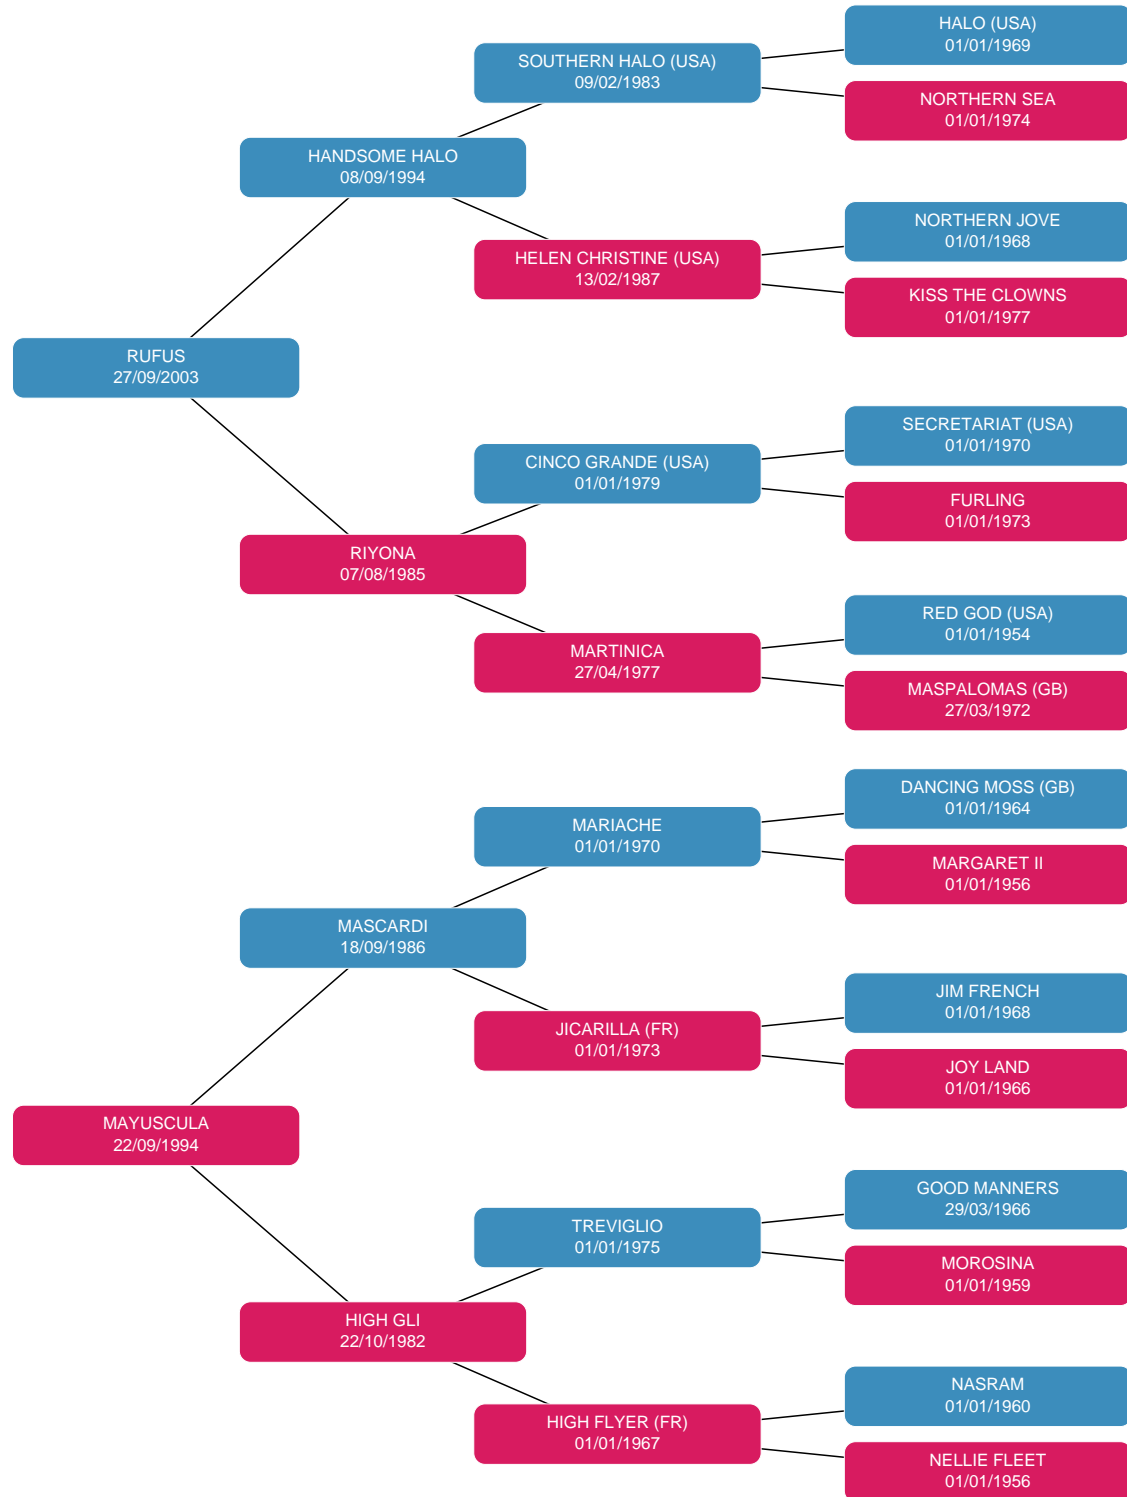 HALO (USA)
01/01/1969
SOUTHERN HALO (USA)
09/02/1983
NORTHERN SEA
01/01/1974
HANDSOME HALO
08/09/1994
NORTHERN JOVE
01/01/1968
HELEN CHRISTINE (USA)
13/02/1987
KISS THE CLOWNS
01/01/1977
RUFUS
27/09/2003
SECRETARIAT (USA)
01/01/1970
CINCO GRANDE (USA)
01/01/1979
FURLING
01/01/1973
RIYONA
07/08/1985
RED GOD (USA)
01/01/1954
MARTINICA
27/04/1977
MASPALOMAS (GB)
27/03/1972
DANCING MOSS (GB)
01/01/1964
MARIACHE
01/01/1970
MARGARET II
01/01/1956
MASCARDI
18/09/1986
JIM FRENCH
01/01/1968
JICARILLA (FR)
01/01/1973
JOY LAND
01/01/1966
MAYUSCULA
22/09/1994
GOOD MANNERS
29/03/1966
TREVIGLIO
01/01/1975
MOROSINA
01/01/1959
HIGH GLI
22/10/1982
NASRAM
01/01/1960
HIGH FLYER (FR)
01/01/1967
NELLIE FLEET
01/01/1956